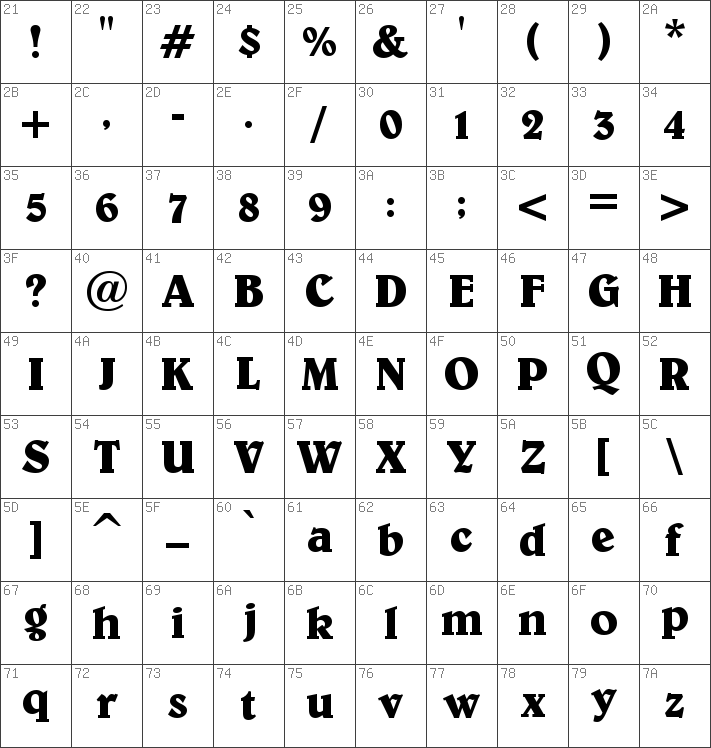 21 22 23 24 25 26 27 28 29 2A
! " # $ % & ' ( ) *
2B 2C 2D 2E 2F 30 31 32 33 34
+ , - . / 0 1 2 3 4
35 36 37 38 39 3A 3B 3C 3D 3E
5 6 7 8 9 : ; < = >
3F 40 41 42 43 44 45 46 47 48
? @ A B C D E F G H
49 4A 4B 4C 4D 4E 4F 50 51 52
I J K L M N O P Q R
53 54 55 56 57 58 59 5A 5B 5C
S T U V W X Y Z [ \
5D 5E 5F 60 61 62 63 64 65 66
] ^ _ ` a b c d e f
67 68 69 6A 6B 6C 6D 6E 6F 70
g h i j k l m n o p
71 72 73 74 75 76 77 78 79 7A
q r s t u v w x y z